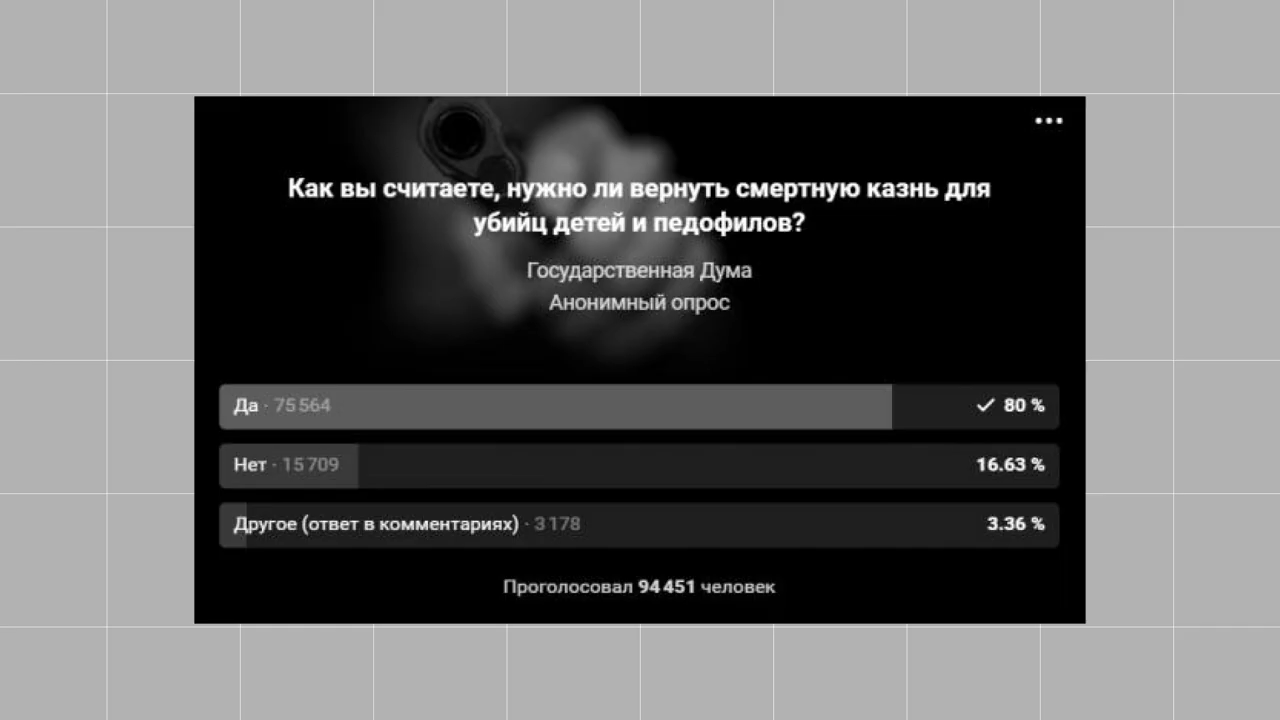 Как вы считаете, нужно ли вернуть смертную казнь для
убийц детей и педофилов?
Государственная Дума
Анонимный опрос
Да · 75 564 80 %
Нет · 15 709 16.63 %
Другое (ответ в комментариях) · 3 178 3.36 %
Проголосовал 94 451 человек